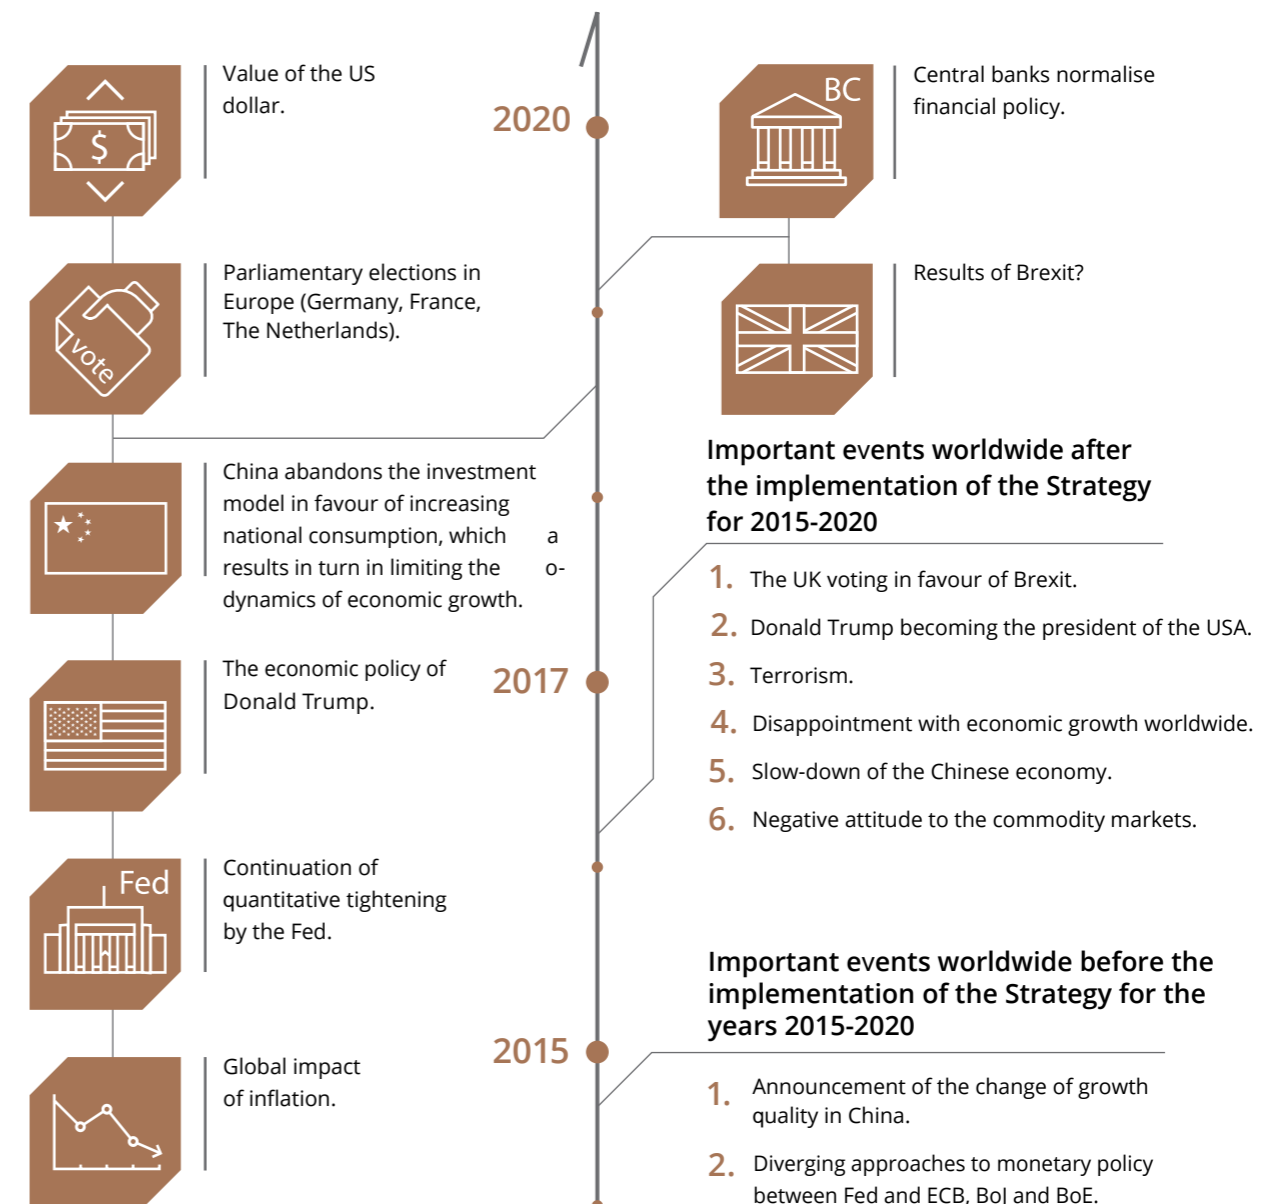 Value of the US
dollar.
$
Parliamentary elections in
Europe (Germany, France,
The Netherlands).
vote
China abandons the investment
model in favour of increasing
national consumption, which a
results in turn in limiting the o-
dynamics of economic growth.
The economic policy of
Donald Trump.
Fed
Continuation of
quantitative tightening
by the Fed.
Global impact
of inflation.
2020
2017
2015
BC
Central banks normalise
financial policy.
Results of Brexit?
Important events worldwide after
the implementation of the Strategy
for 2015-2020
1. The UK voting in favour of Brexit.
2. Donald Trump becoming the president of the USA.
3. Terrorism.
4. Disappointment with economic growth worldwide.
5. Slow-down of the Chinese economy.
6. Negative attitude to the commodity markets.
Important events worldwide before the
implementation of the Strategy for the
years 2015-2020
1. Announcement of the change of growth
quality in China.
2. Diverging approaches to monetary policy
between Fed and ECB, BoJ and BoE.